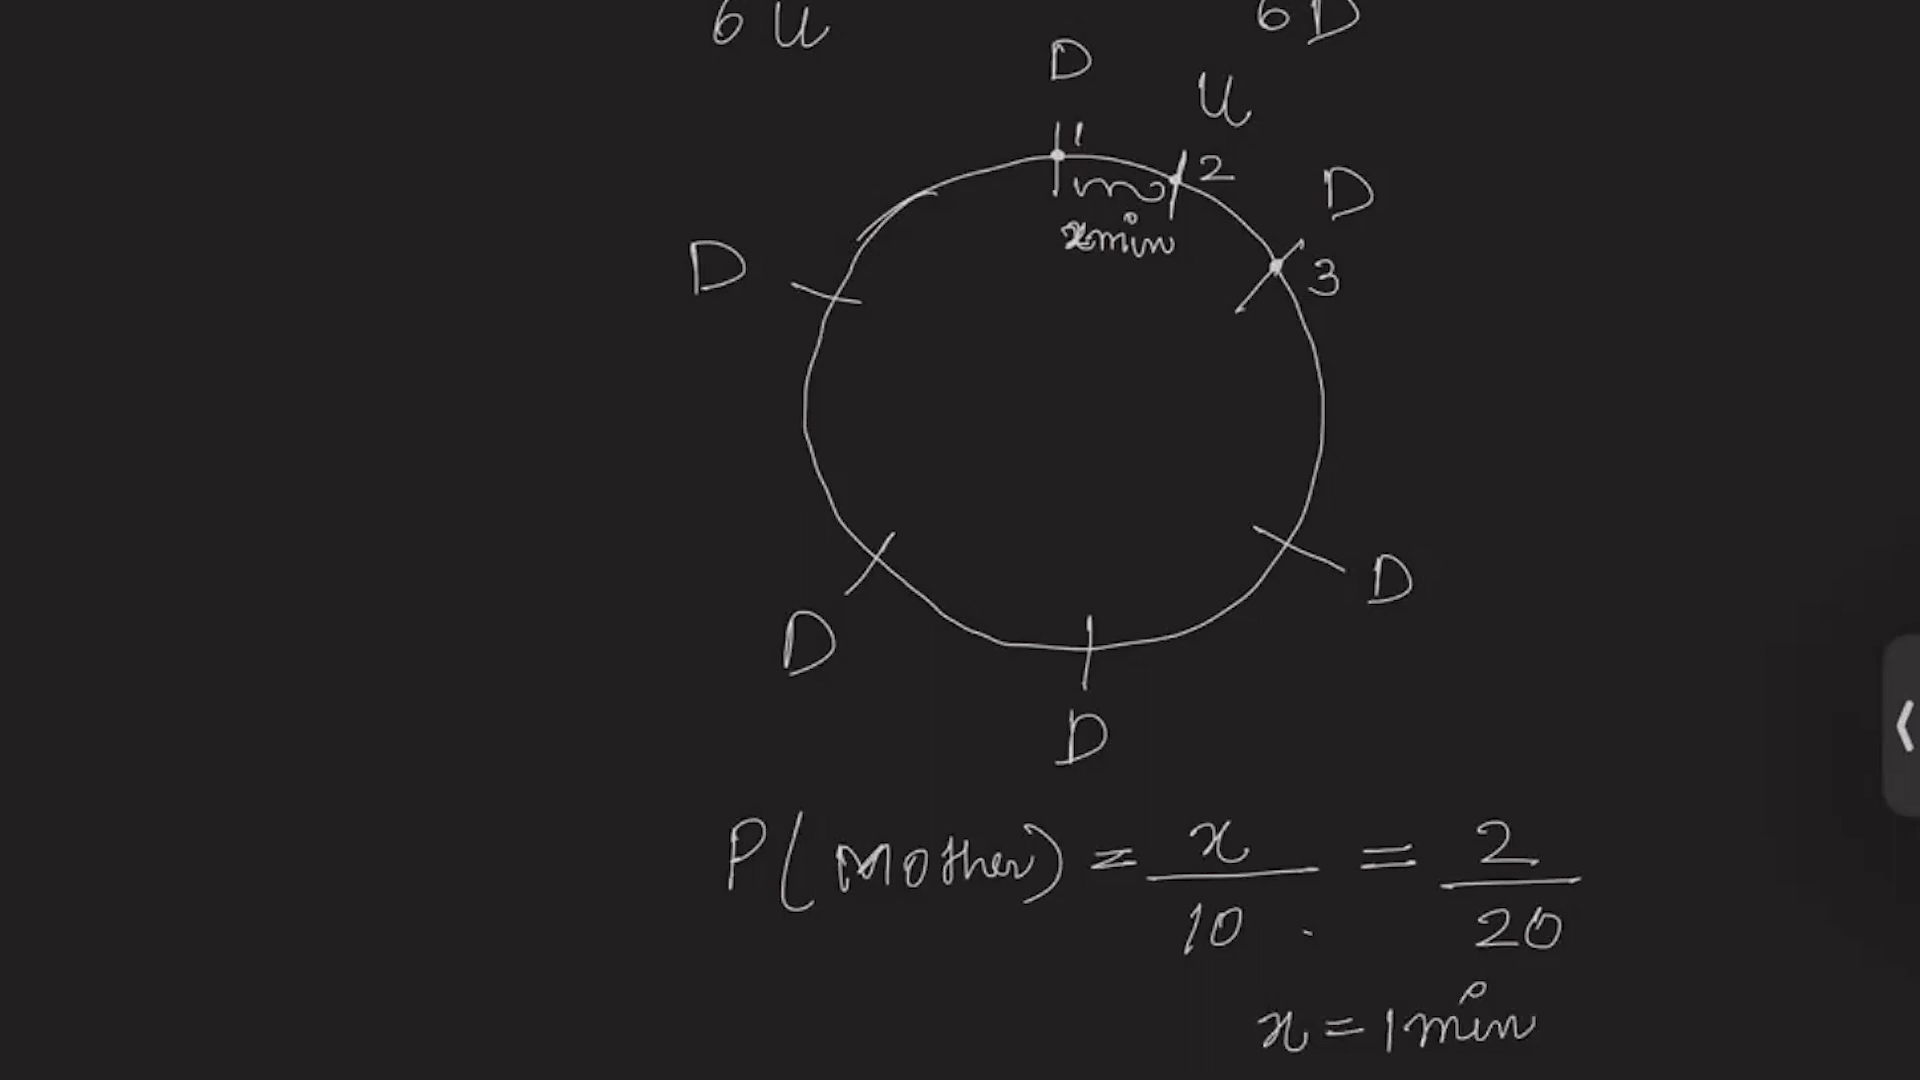 6 U 6 D
D
U
1
2
D
x min
3
D
D
D
D
P(Mother) = x/10 = 2/20
x = 1 min